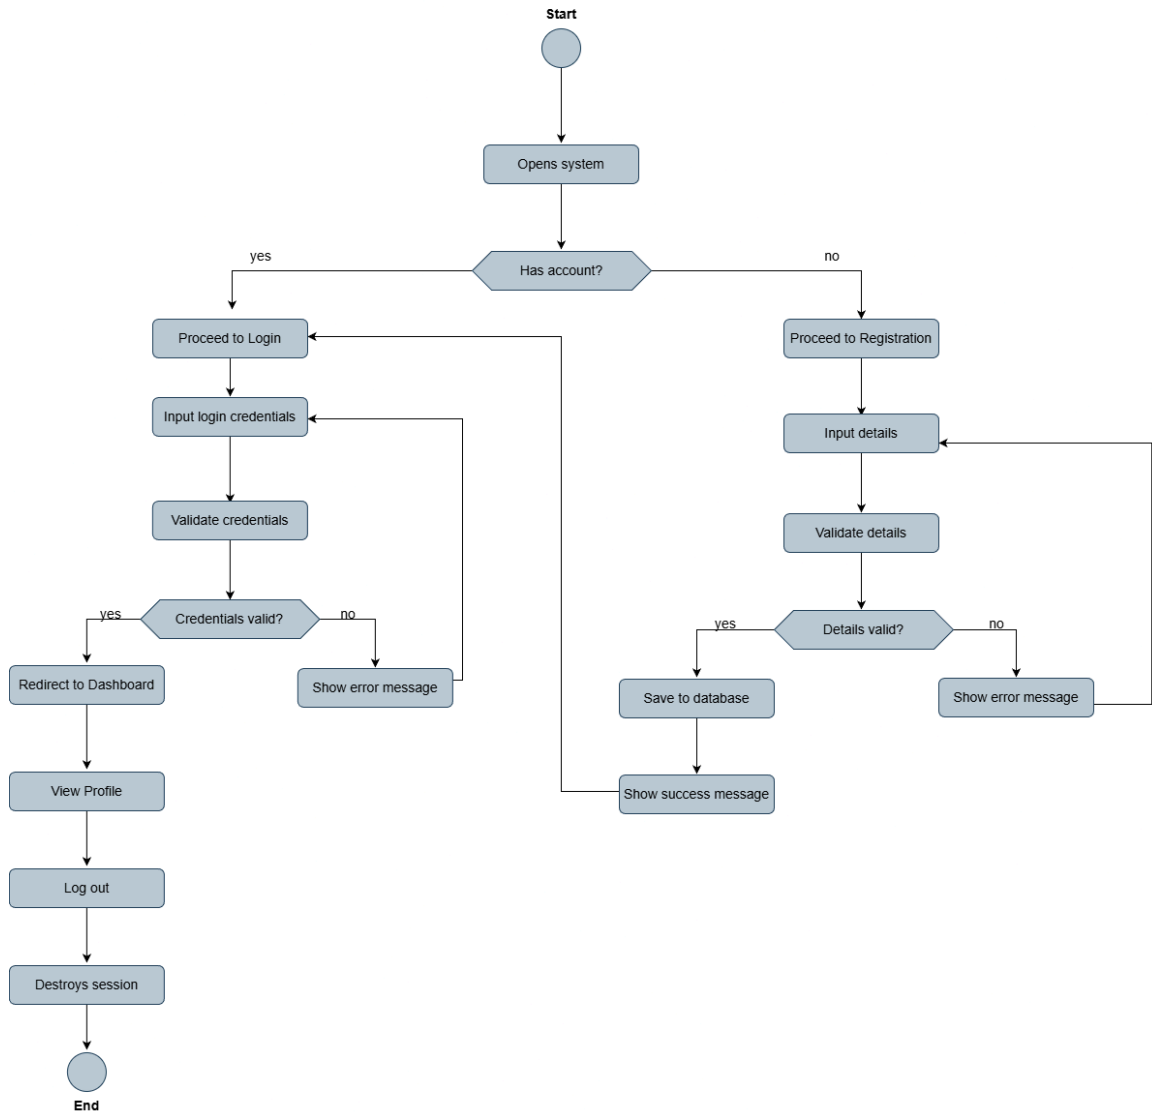 Start
Opens system
yes
Has account?
no
Proceed to Login
Proceed to Registration
Input login credentials
Input details
Validate credentials
Validate details
yes
Credentials valid?
no
yes
Details valid?
no
Redirect to Dashboard
Show error message
Save to database
Show error message
View Profile
Show success message
Log out
Destroys session
End